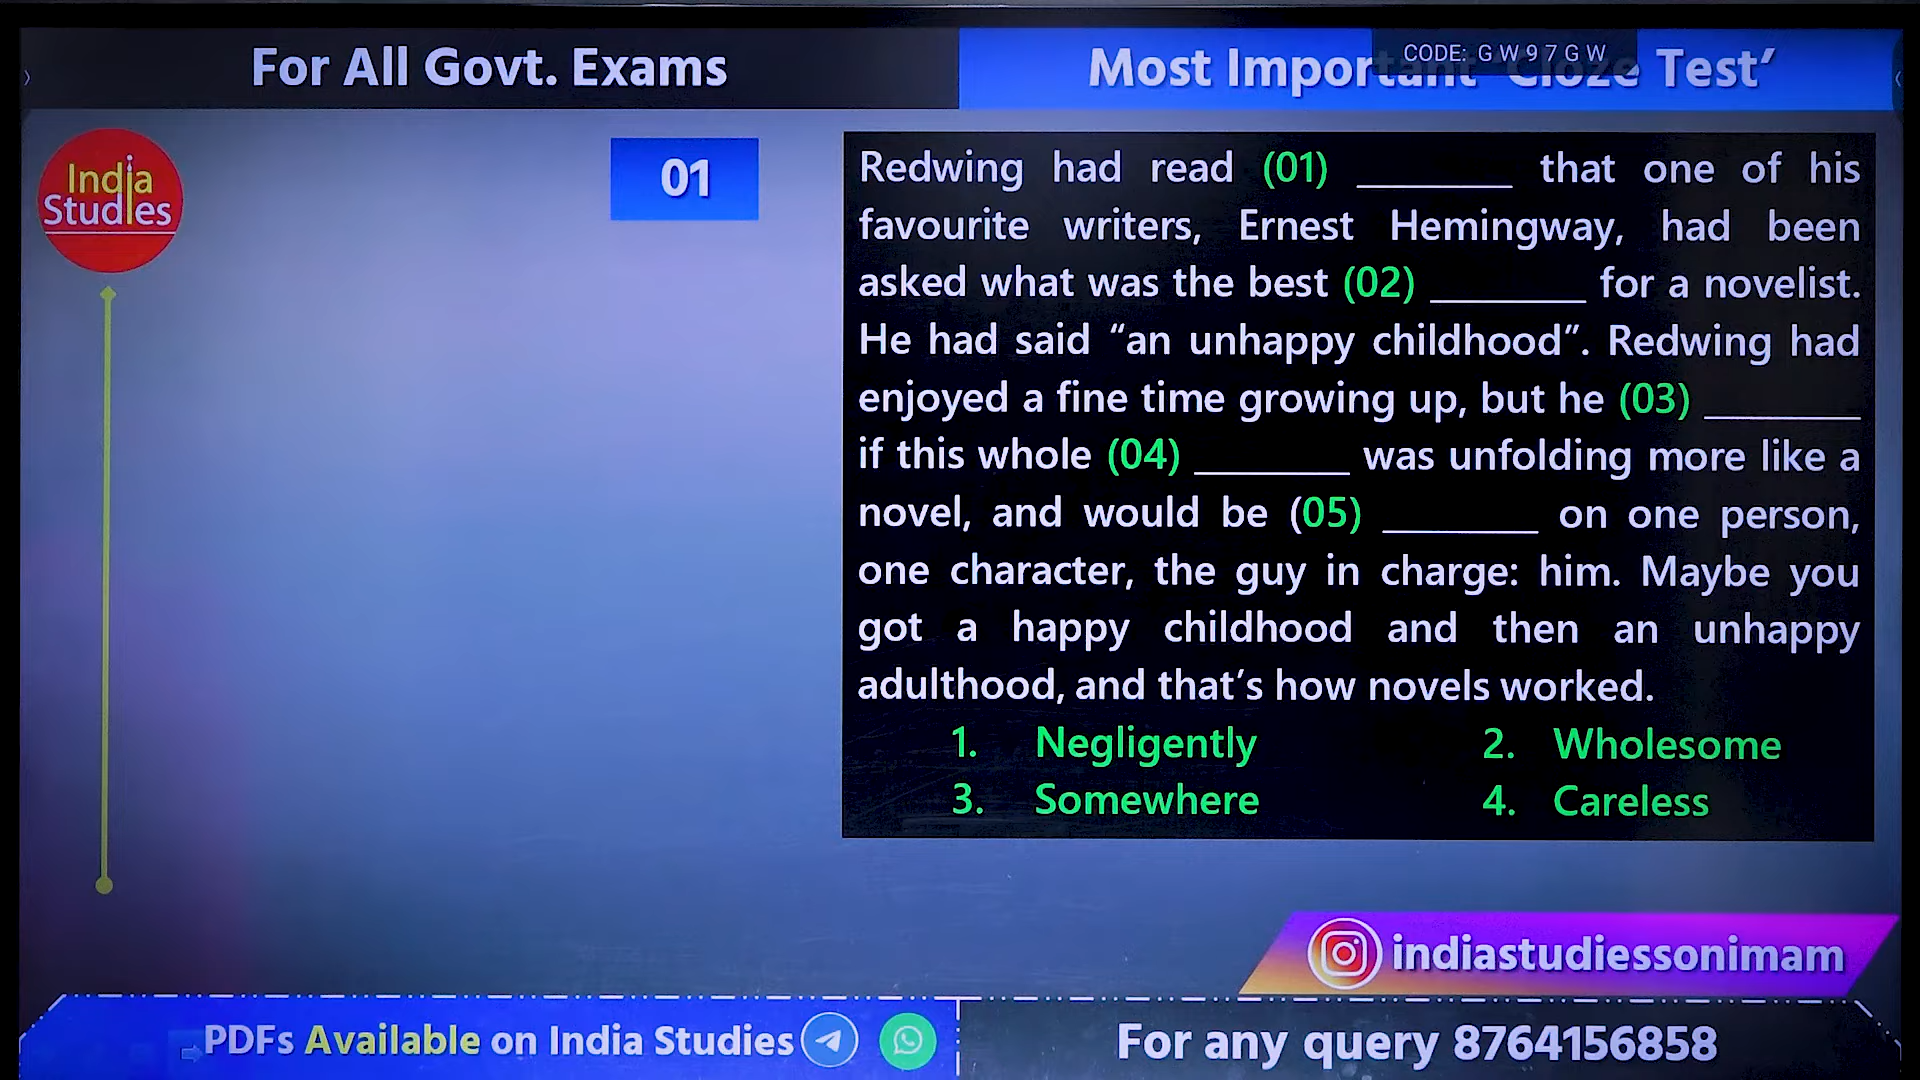 For All Govt. Exams
Most Important 'Cloze Test'
CODE: GW97GW
India
Studies
01
Redwing had read (01) ________ that one of his
favourite writers, Ernest Hemingway, had been
asked what was the best (02) ________ for a novelist.
He had said “an unhappy childhood”. Redwing had
enjoyed a fine time growing up, but he (03) ________
if this whole (04) ________ was unfolding more like a
novel, and would be (05) ________ on one person,
one character, the guy in charge: him. Maybe you
got a happy childhood and then an unhappy
adulthood, and that’s how novels worked.
1. Negligently 2. Wholesome
3. Somewhere 4. Careless
indiastudiessonimam
PDFs Available on India Studies
For any query 8764156858